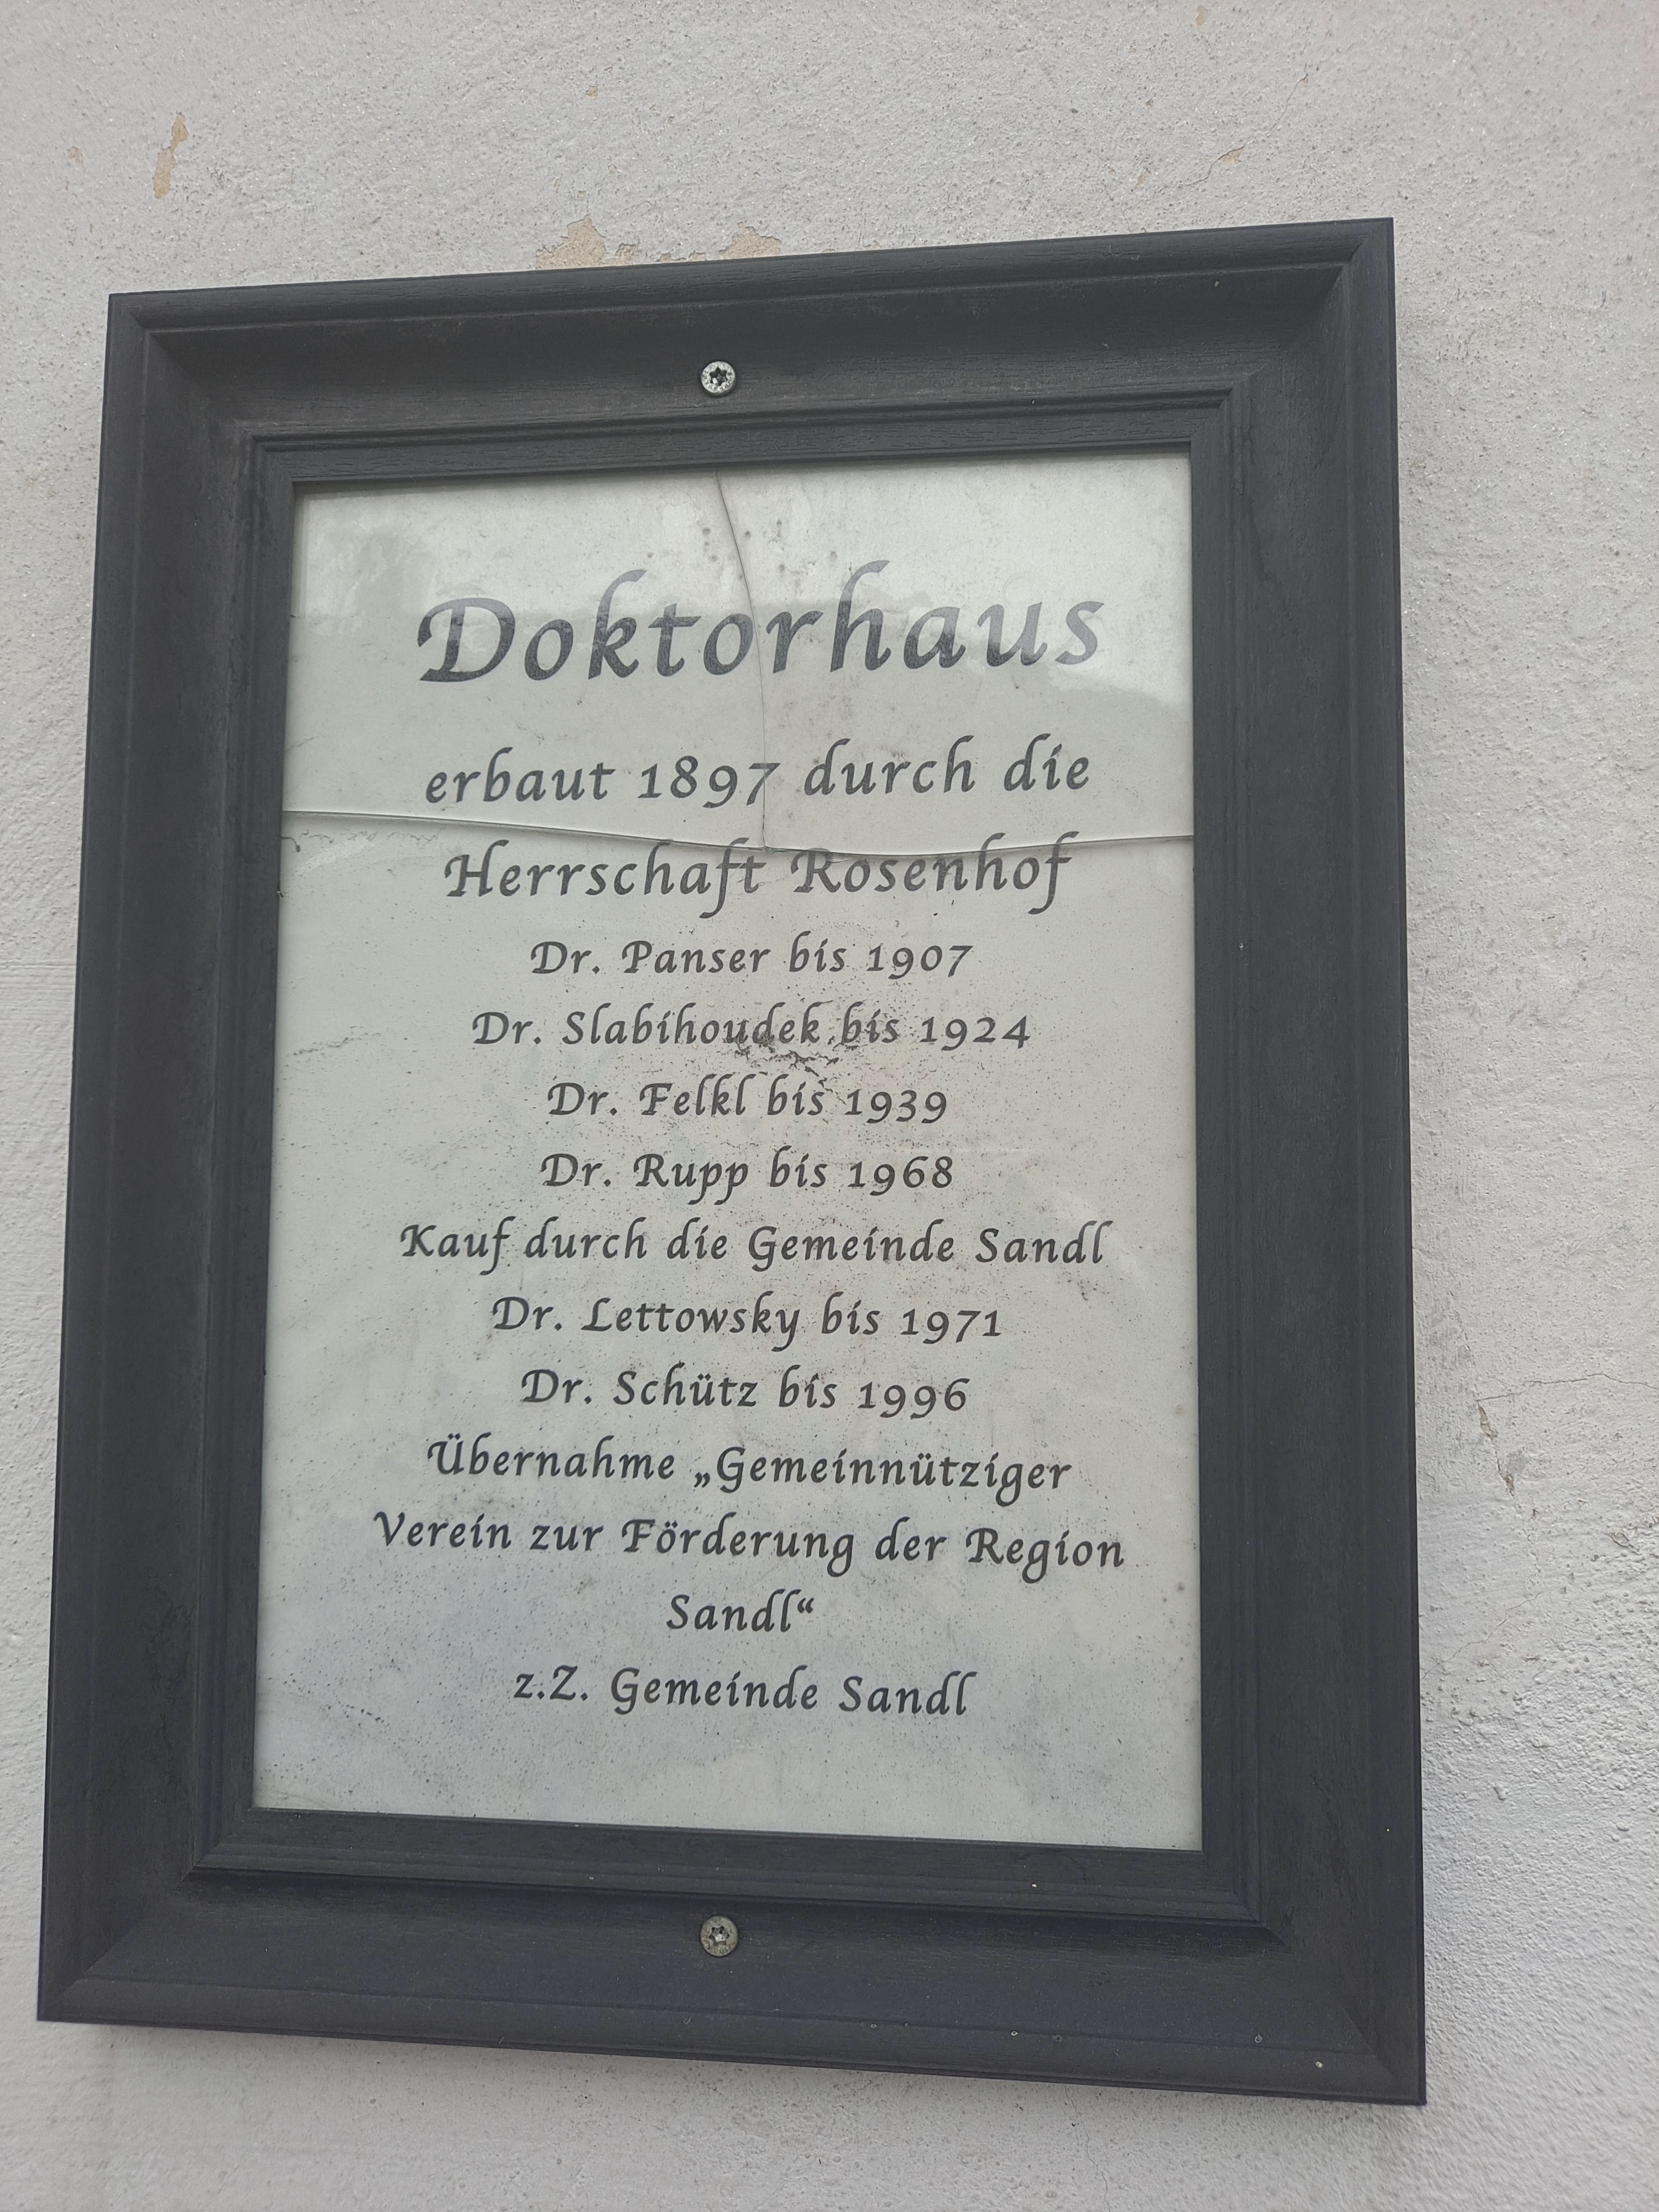 Doktorhaus
erbaut 1897 durch die
Herrschaft Rosenhof
Dr. Panser bis 1907
Dr. Slabihoudek bis 1924
Dr. Felkl bis 1939
Dr. Rupp bis 1968
Kauf durch die Gemeinde Sandl
Dr. Lettowsky bis 1971
Dr. Schütz bis 1996
Übernahme „Gemeinnütziger
Verein zur Förderung der Region
Sandl“
z.Z. Gemeinde Sandl